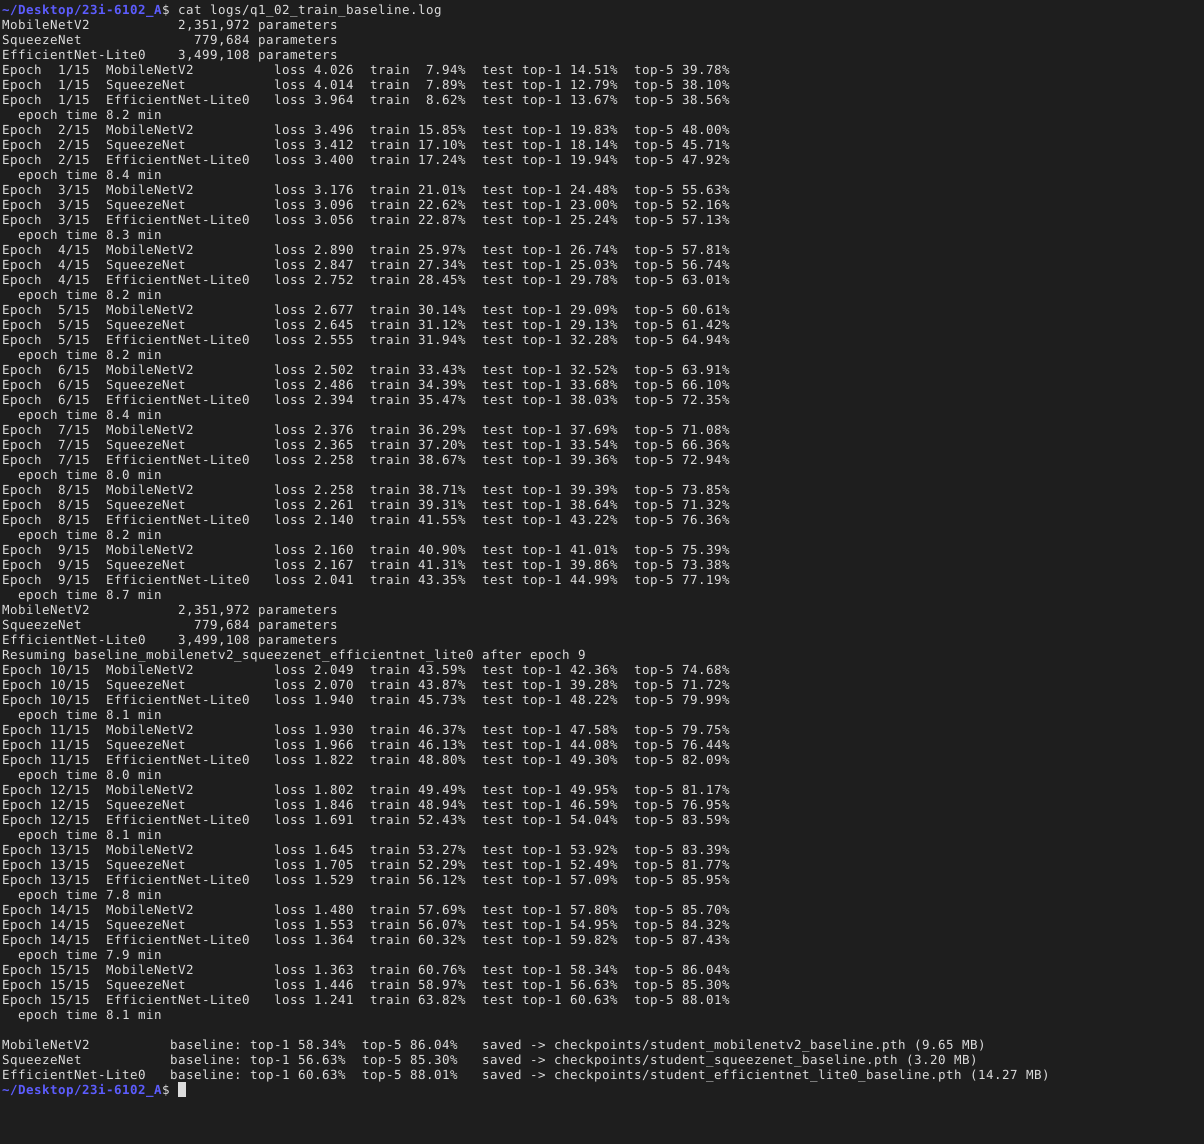 ~/Desktop/23i-6102_A$ cat logs/q1_02_train_baseline.log
MobileNetV2           2,351,972 parameters
SqueezeNet              779,684 parameters
EfficientNet-Lite0    3,499,108 parameters
Epoch  1/15  MobileNetV2          loss 4.026  train  7.94%  test top-1 14.51%  top-5 39.78%
Epoch  1/15  SqueezeNet           loss 4.014  train  7.89%  test top-1 12.79%  top-5 38.10%
Epoch  1/15  EfficientNet-Lite0   loss 3.964  train  8.62%  test top-1 13.67%  top-5 38.56%
  epoch time 8.2 min
Epoch  2/15  MobileNetV2          loss 3.496  train 15.85%  test top-1 19.83%  top-5 48.00%
Epoch  2/15  SqueezeNet           loss 3.412  train 17.10%  test top-1 18.14%  top-5 45.71%
Epoch  2/15  EfficientNet-Lite0   loss 3.400  train 17.24%  test top-1 19.94%  top-5 47.92%
  epoch time 8.4 min
Epoch  3/15  MobileNetV2          loss 3.176  train 21.01%  test top-1 24.48%  top-5 55.63%
Epoch  3/15  SqueezeNet           loss 3.096  train 22.62%  test top-1 23.00%  top-5 52.16%
Epoch  3/15  EfficientNet-Lite0   loss 3.056  train 22.87%  test top-1 25.24%  top-5 57.13%
  epoch time 8.3 min
Epoch  4/15  MobileNetV2          loss 2.890  train 25.97%  test top-1 26.74%  top-5 57.81%
Epoch  4/15  SqueezeNet           loss 2.847  train 27.34%  test top-1 25.03%  top-5 56.74%
Epoch  4/15  EfficientNet-Lite0   loss 2.752  train 28.45%  test top-1 29.78%  top-5 63.01%
  epoch time 8.2 min
Epoch  5/15  MobileNetV2          loss 2.677  train 30.14%  test top-1 29.09%  top-5 60.61%
Epoch  5/15  SqueezeNet           loss 2.645  train 31.12%  test top-1 29.13%  top-5 61.42%
Epoch  5/15  EfficientNet-Lite0   loss 2.555  train 31.94%  test top-1 32.28%  top-5 64.94%
  epoch time 8.2 min
Epoch  6/15  MobileNetV2          loss 2.502  train 33.43%  test top-1 32.52%  top-5 63.91%
Epoch  6/15  SqueezeNet           loss 2.486  train 34.39%  test top-1 33.68%  top-5 66.10%
Epoch  6/15  EfficientNet-Lite0   loss 2.394  train 35.47%  test top-1 38.03%  top-5 72.35%
  epoch time 8.4 min
Epoch  7/15  MobileNetV2          loss 2.376  train 36.29%  test top-1 37.69%  top-5 71.08%
Epoch  7/15  SqueezeNet           loss 2.365  train 37.20%  test top-1 33.54%  top-5 66.36%
Epoch  7/15  EfficientNet-Lite0   loss 2.258  train 38.67%  test top-1 39.36%  top-5 72.94%
  epoch time 8.0 min
Epoch  8/15  MobileNetV2          loss 2.258  train 38.71%  test top-1 39.39%  top-5 73.85%
Epoch  8/15  SqueezeNet           loss 2.261  train 39.31%  test top-1 38.64%  top-5 71.32%
Epoch  8/15  EfficientNet-Lite0   loss 2.140  train 41.55%  test top-1 43.22%  top-5 76.36%
  epoch time 8.2 min
Epoch  9/15  MobileNetV2          loss 2.160  train 40.90%  test top-1 41.01%  top-5 75.39%
Epoch  9/15  SqueezeNet           loss 2.167  train 41.31%  test top-1 39.86%  top-5 73.38%
Epoch  9/15  EfficientNet-Lite0   loss 2.041  train 43.35%  test top-1 44.99%  top-5 77.19%
  epoch time 8.7 min
MobileNetV2           2,351,972 parameters
SqueezeNet              779,684 parameters
EfficientNet-Lite0    3,499,108 parameters
Resuming baseline_mobilenetv2_squeezenet_efficientnet_lite0 after epoch 9
Epoch 10/15  MobileNetV2          loss 2.049  train 43.59%  test top-1 42.36%  top-5 74.68%
Epoch 10/15  SqueezeNet           loss 2.070  train 43.87%  test top-1 39.28%  top-5 71.72%
Epoch 10/15  EfficientNet-Lite0   loss 1.940  train 45.73%  test top-1 48.22%  top-5 79.99%
  epoch time 8.1 min
Epoch 11/15  MobileNetV2          loss 1.930  train 46.37%  test top-1 47.58%  top-5 79.75%
Epoch 11/15  SqueezeNet           loss 1.966  train 46.13%  test top-1 44.08%  top-5 76.44%
Epoch 11/15  EfficientNet-Lite0   loss 1.822  train 48.80%  test top-1 49.30%  top-5 82.09%
  epoch time 8.0 min
Epoch 12/15  MobileNetV2          loss 1.802  train 49.49%  test top-1 49.95%  top-5 81.17%
Epoch 12/15  SqueezeNet           loss 1.846  train 48.94%  test top-1 46.59%  top-5 76.95%
Epoch 12/15  EfficientNet-Lite0   loss 1.691  train 52.43%  test top-1 54.04%  top-5 83.59%
  epoch time 8.1 min
Epoch 13/15  MobileNetV2          loss 1.645  train 53.27%  test top-1 53.92%  top-5 83.39%
Epoch 13/15  SqueezeNet           loss 1.705  train 52.29%  test top-1 52.49%  top-5 81.77%
Epoch 13/15  EfficientNet-Lite0   loss 1.529  train 56.12%  test top-1 57.09%  top-5 85.95%
  epoch time 7.8 min
Epoch 14/15  MobileNetV2          loss 1.480  train 57.69%  test top-1 57.80%  top-5 85.70%
Epoch 14/15  SqueezeNet           loss 1.553  train 56.07%  test top-1 54.95%  top-5 84.32%
Epoch 14/15  EfficientNet-Lite0   loss 1.364  train 60.32%  test top-1 59.82%  top-5 87.43%
  epoch time 7.9 min
Epoch 15/15  MobileNetV2          loss 1.363  train 60.76%  test top-1 58.34%  top-5 86.04%
Epoch 15/15  SqueezeNet           loss 1.446  train 58.97%  test top-1 56.63%  top-5 85.30%
Epoch 15/15  EfficientNet-Lite0   loss 1.241  train 63.82%  test top-1 60.63%  top-5 88.01%
  epoch time 8.1 min
MobileNetV2          baseline: top-1 58.34%  top-5 86.04%   saved -> checkpoints/student_mobilenetv2_baseline.pth (9.65 MB)
SqueezeNet           baseline: top-1 56.63%  top-5 85.30%   saved -> checkpoints/student_squeezenet_baseline.pth (3.20 MB)
EfficientNet-Lite0   baseline: top-1 60.63%  top-5 88.01%   saved -> checkpoints/student_efficientnet_lite0_baseline.pth (14.27 MB)
~/Desktop/23i-6102_A$